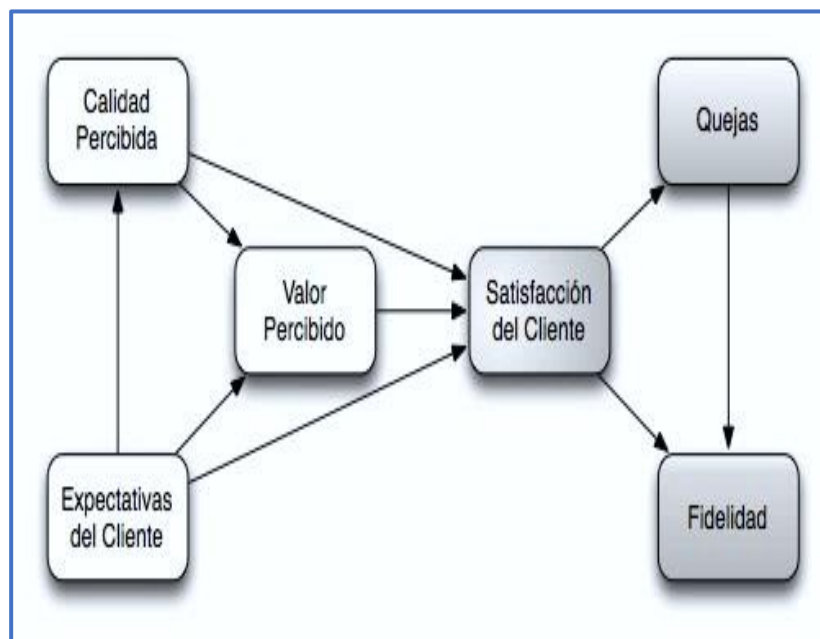 Calidad
Percibida
Quejas
Valor
Percibido
Satisfacción
del Cliente
Expectativas
del Cliente
Fidelidad